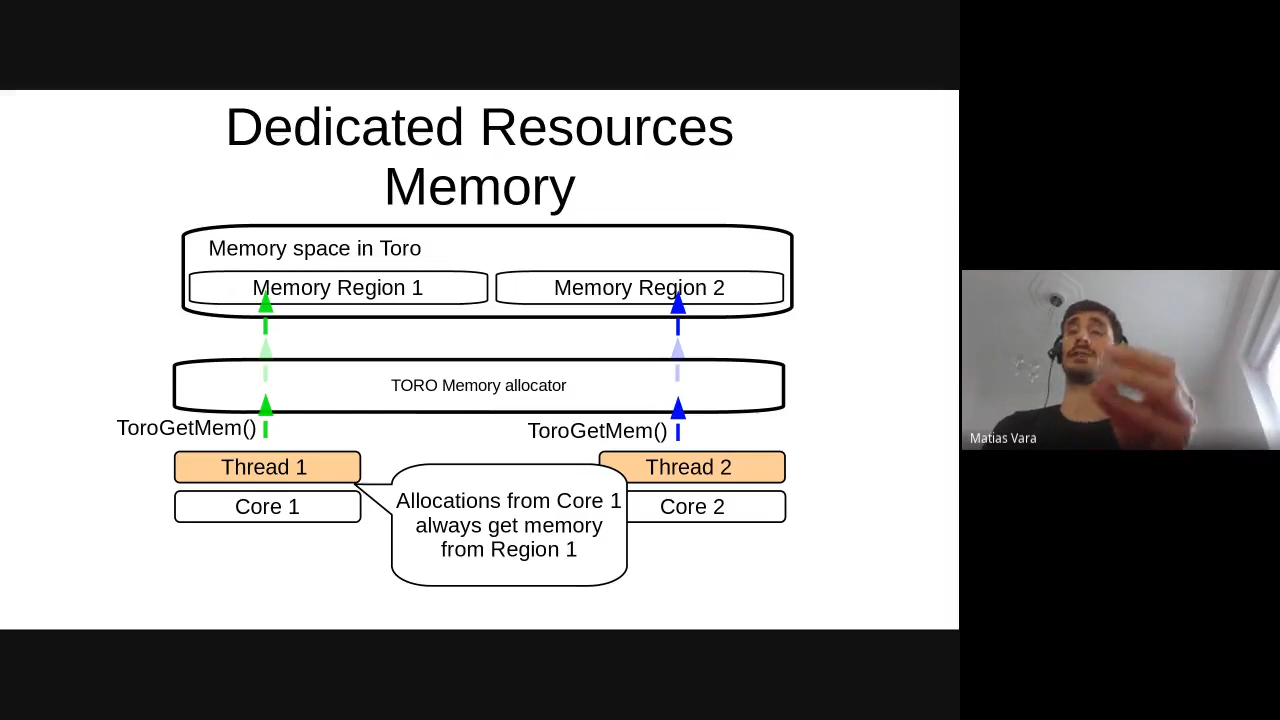 Dedicated Resources
Memory
Memory space in Toro
Memory Region 1
Memory Region 2
TORO Memory allocator
ToroGetMem()
ToroGetMem()
Thread 1
Thread 2
Core 1
Core 2
Allocations from Core 1
always get memory
from Region 1
Matias Vara